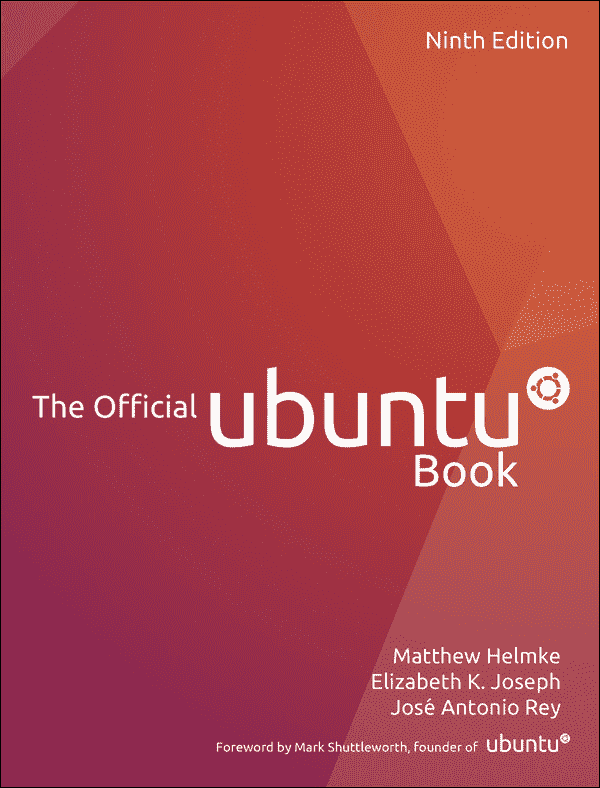 Ninth Edition
The Official ubuntu
Book
Matthew Helmke
Elizabeth K. Joseph
José Antonio Rey
Foreword by Mark Shuttleworth, founder of ubuntu